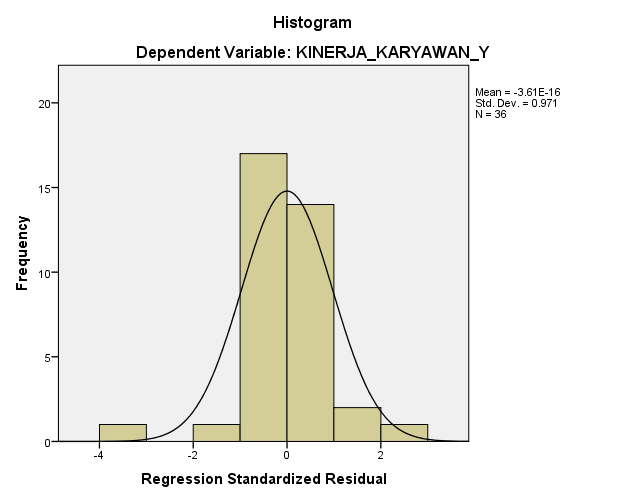 Histogram
Dependent Variable: KINERJA_KARYAWAN_Y
Mean = -3.61E-16
Std. Dev. = 0.971
N = 36
Frequency
20
15
10
5
0
-4
-2
0
2
Regression Standardized Residual